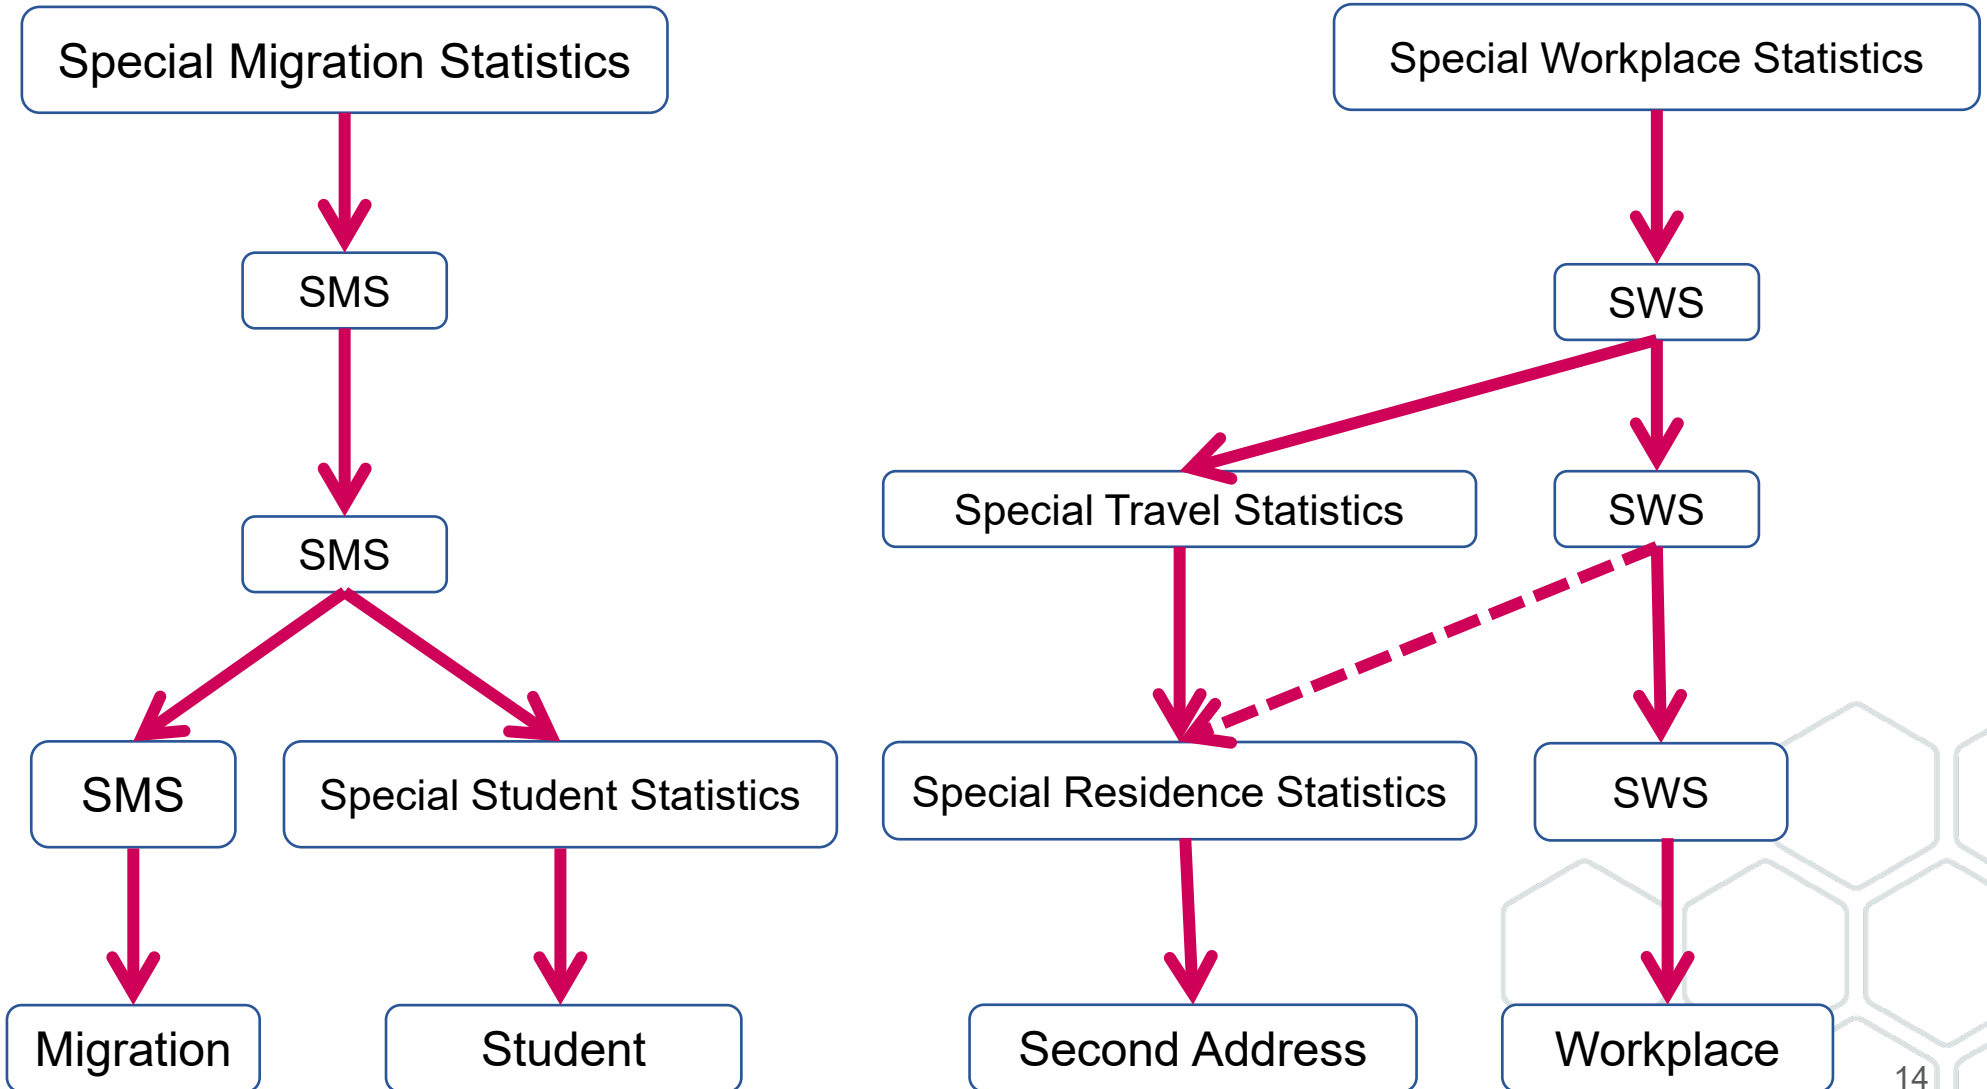 Special Migration Statistics
Special Workplace Statistics
SMS
SWS
Special Travel Statistics
SWS
SMS
SMS
Special Student Statistics
Special Residence Statistics
SWS
Migration
Student
Second Address
Workplace
14